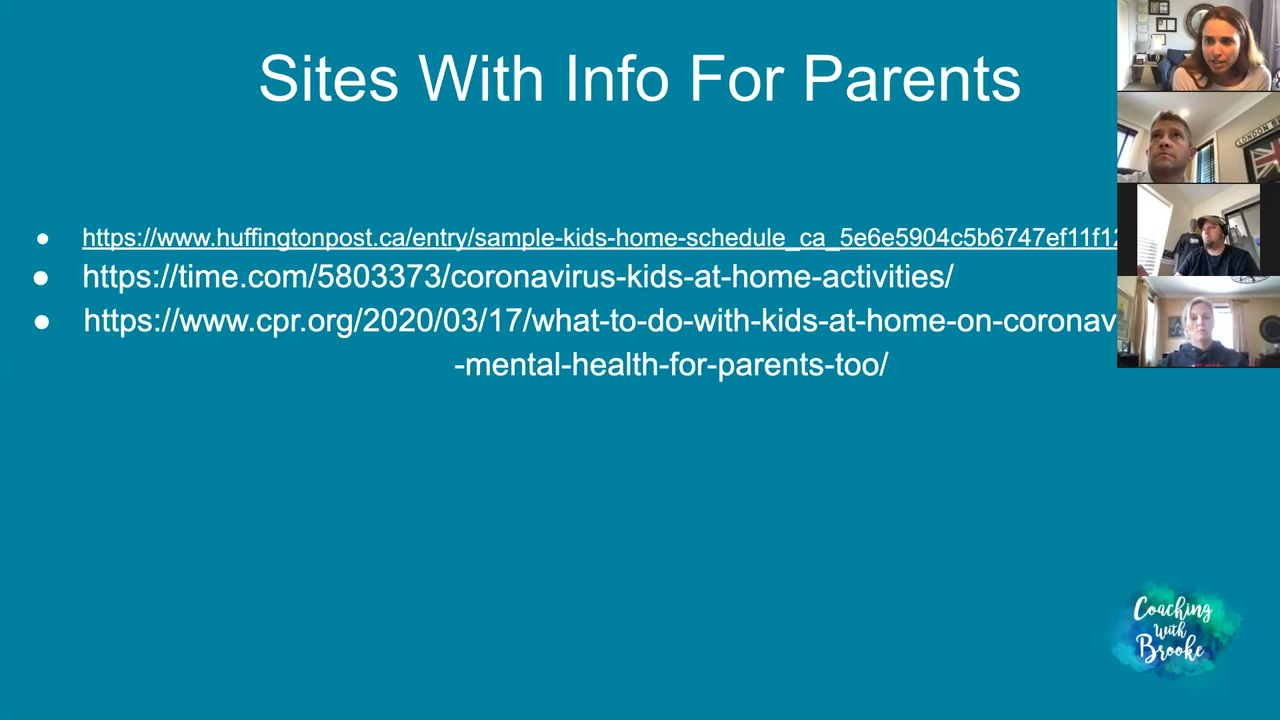 Sites With Info For Parents
https://www.huffingtonpost.ca/entry/sample-kids-home-schedule_ca_5e6e5904c5b6747ef11f12
https://time.com/5803373/coronavirus-kids-at-home-activities/
https://www.cpr.org/2020/03/17/what-to-do-with-kids-at-home-on-coronav
-mental-health-for-parents-too/
LONDON
Coaching
With
Brooke